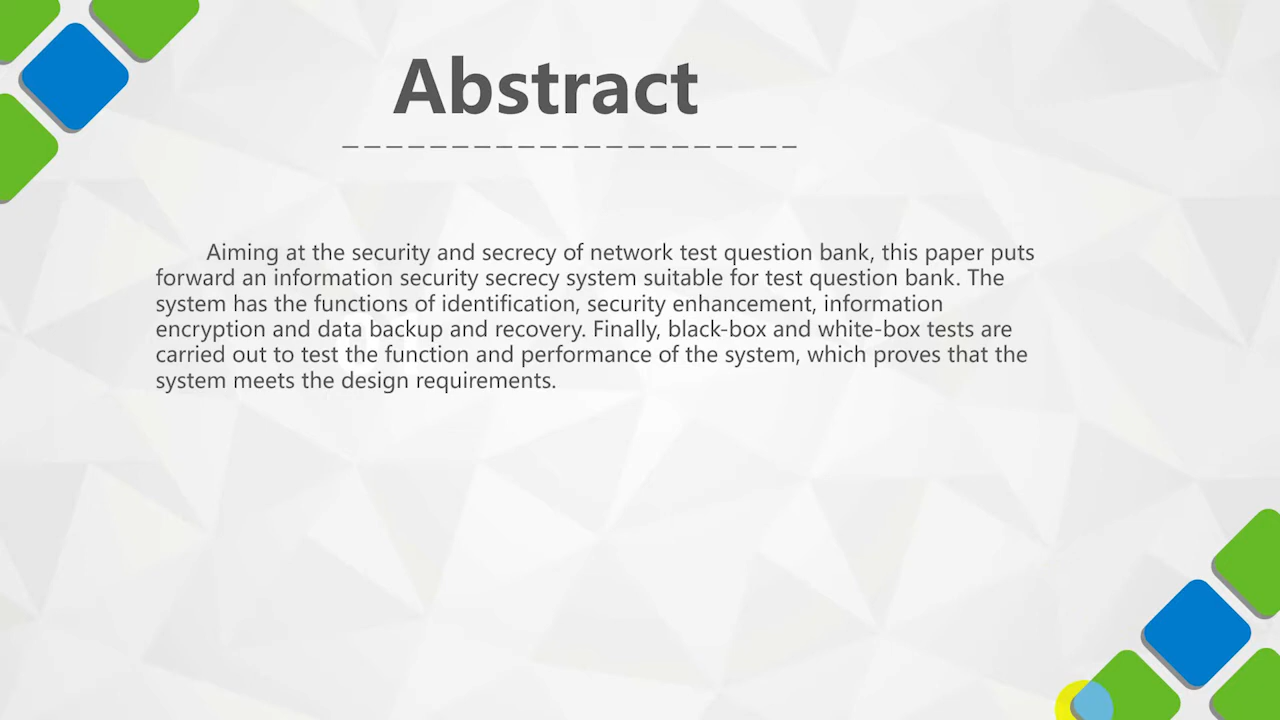 Abstract
Aiming at the security and secrecy of network test question bank, this paper puts
forward an information security secrecy system suitable for test question bank. The
system has the functions of identification, security enhancement, information
encryption and data backup and recovery. Finally, black-box and white-box tests are
carried out to test the function and performance of the system, which proves that the
system meets the design requirements.